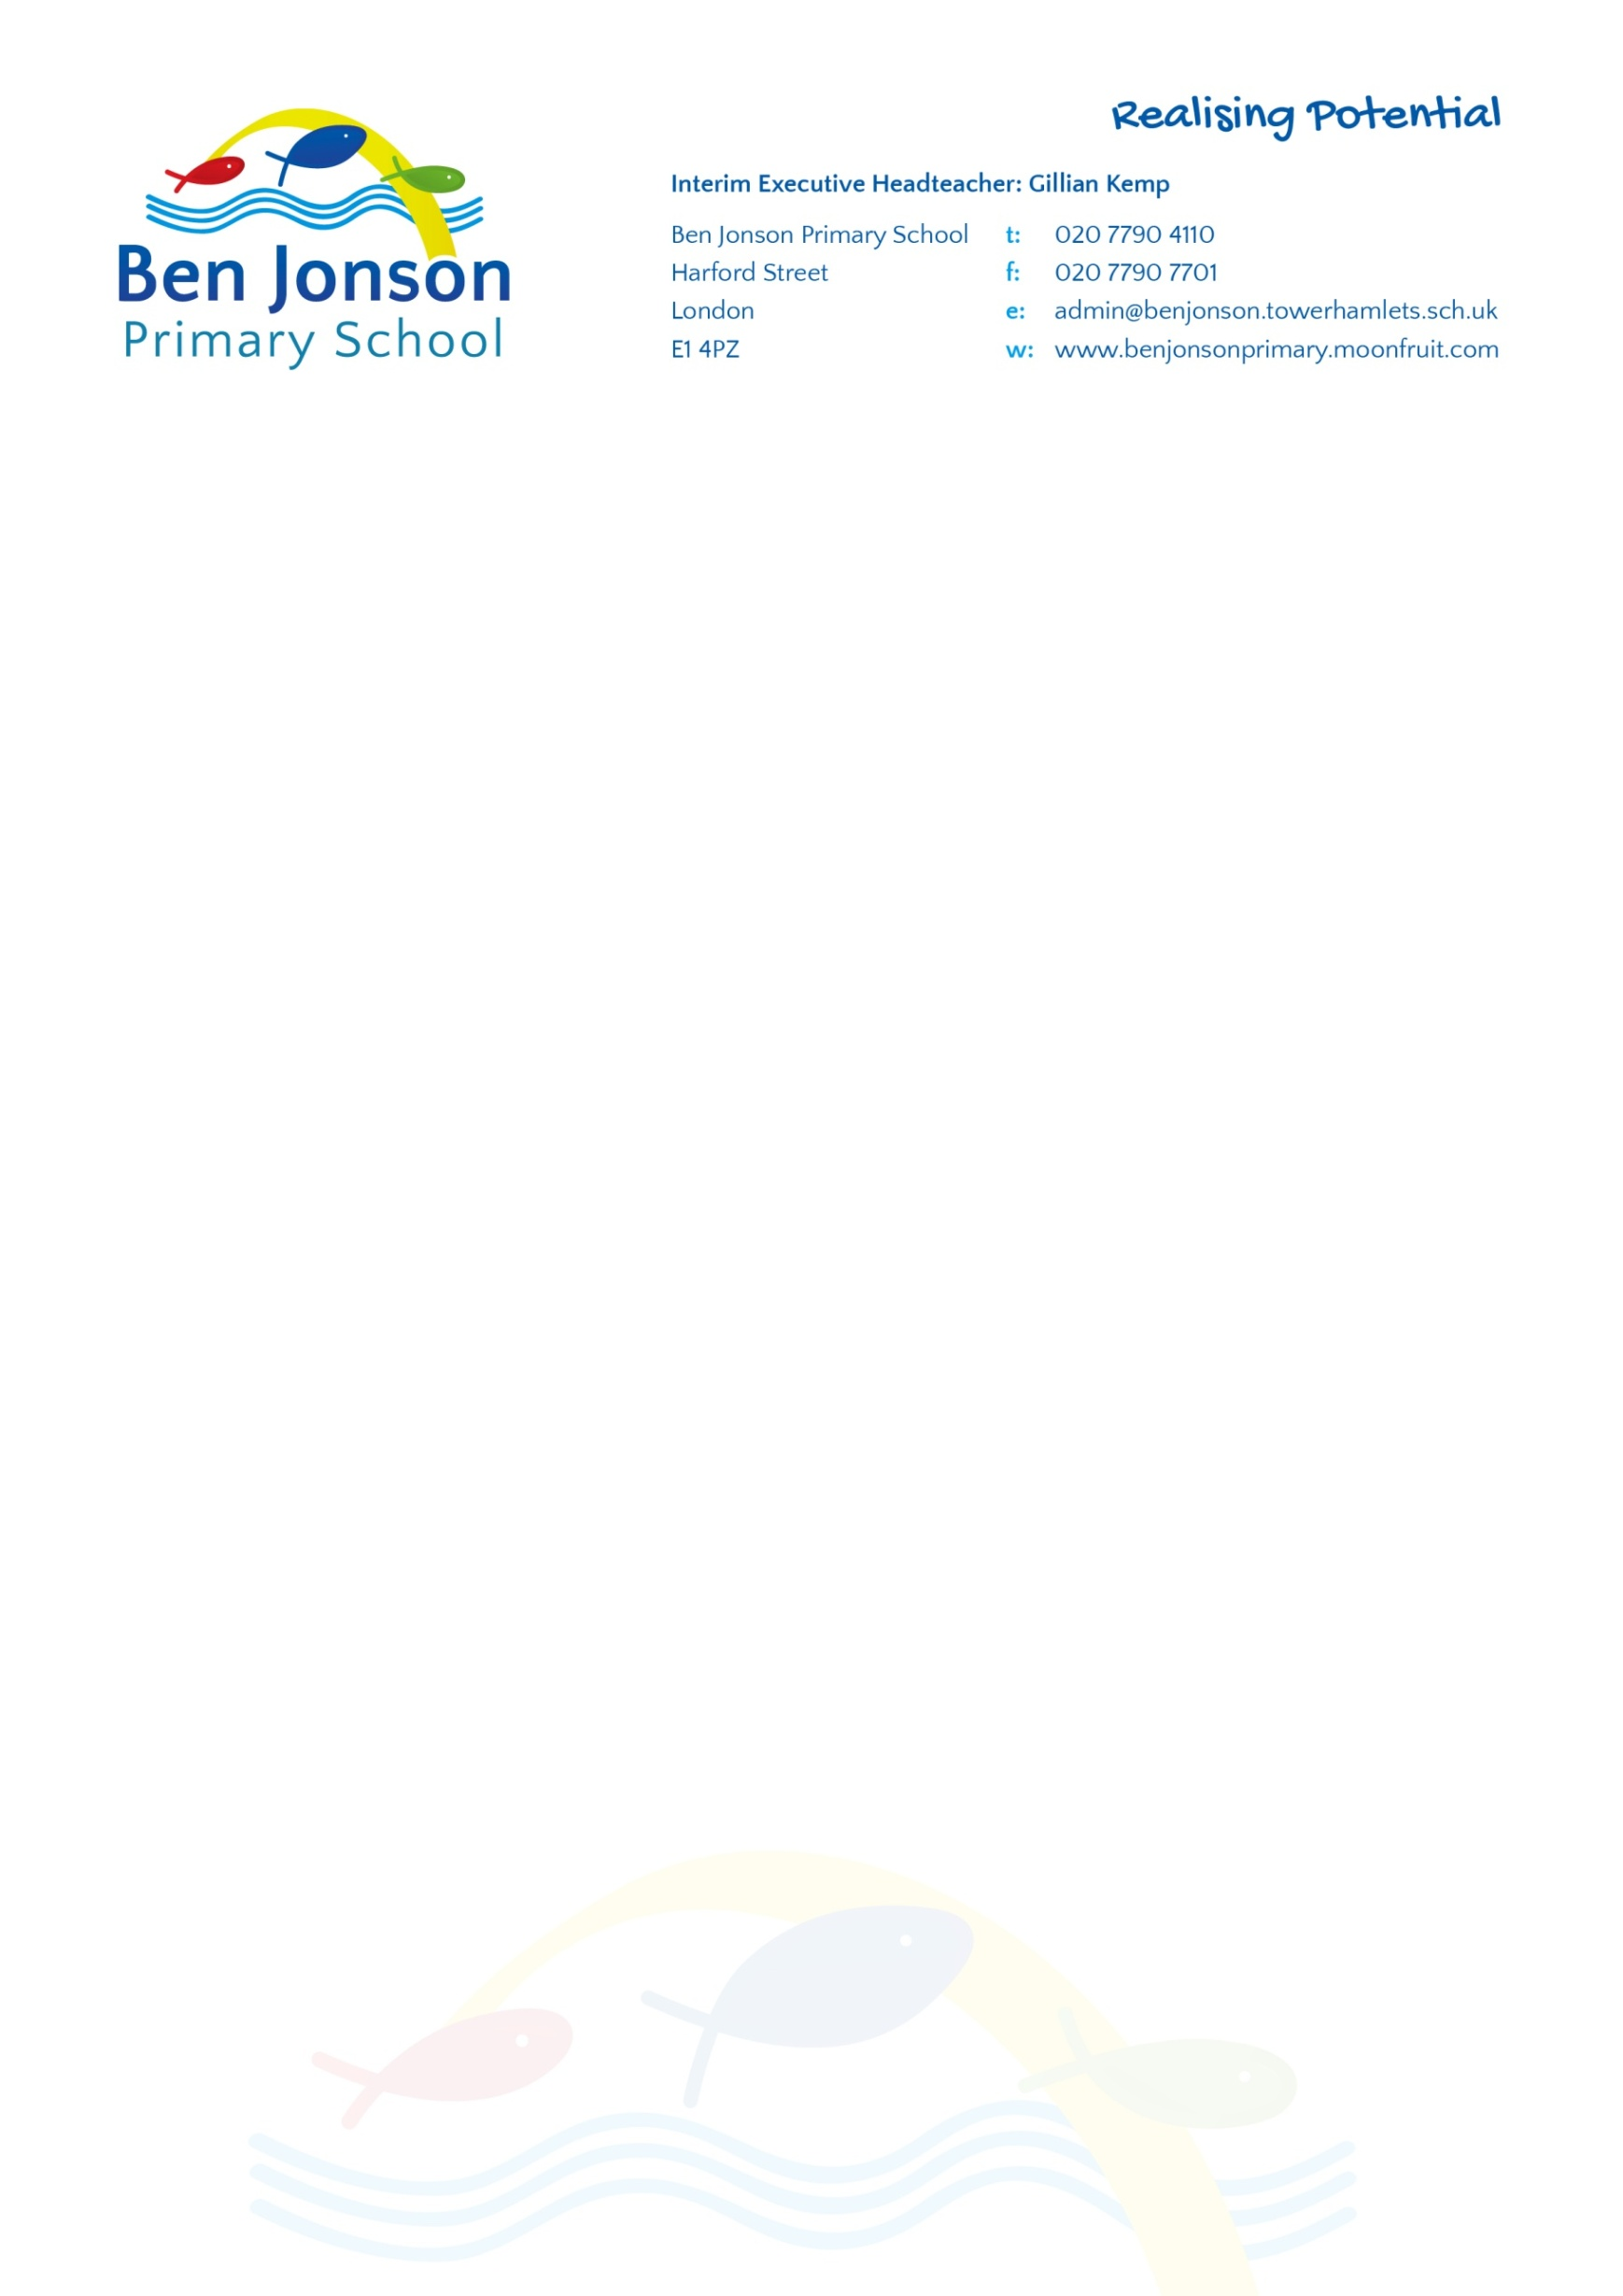 Realising Potential
Ben Jonson
Primary School
Interim Executive Headteacher: Gillian Kemp
Ben Jonson Primary School t: 020 7790 4110
Harford Street f: 020 7790 7701
London e: admin@benjonson.towerhamlets.sch.uk
E1 4PZ w: www.benjonsonprimary.moonfruit.com